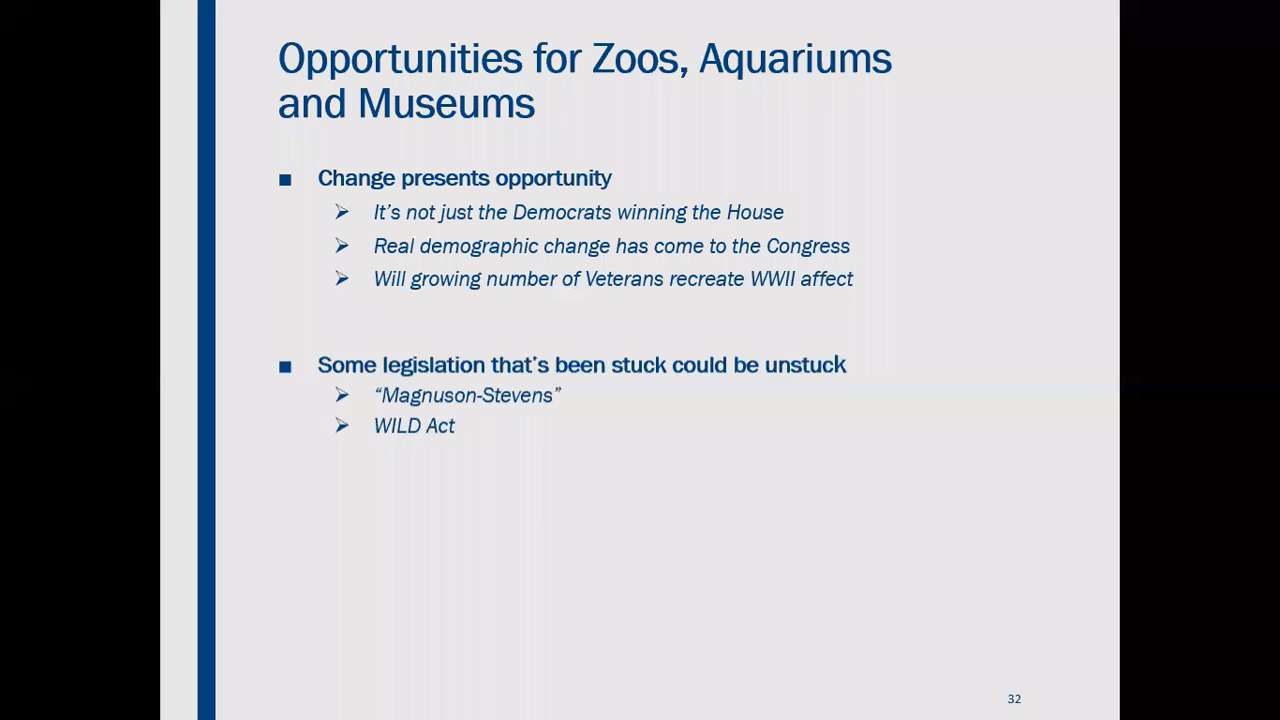 Opportunities for Zoos, Aquariums
and Museums
■ Change presents opportunity
➢ It's not just the Democrats winning the House
➢ Real demographic change has come to the Congress
➢ Will growing number of Veterans recreate WWII affect
■ Some legislation that's been stuck could be unstuck
➢ “Magnuson-Stevens”
➢ WILD Act
32